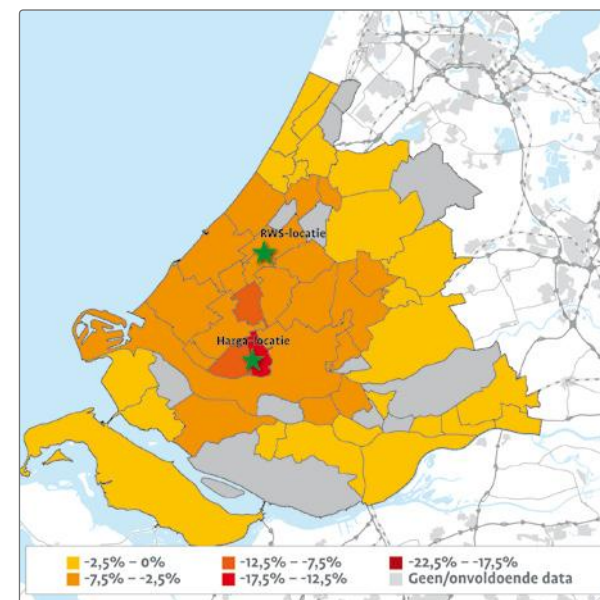 RWS-locatie
Harga-locatie
-2,5% – 0%
-7,5% – -2,5%
-12,5% – -7,5%
-17,5% – -12,5%
-22,5% – -17,5%
Geen/onvoldoende data